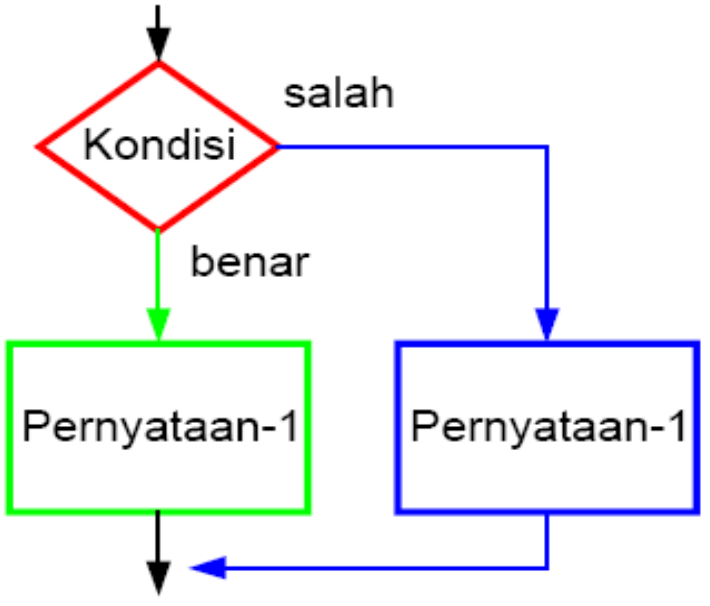 salah
Kondisi
benar
Pernyataan-1
Pernyataan-1